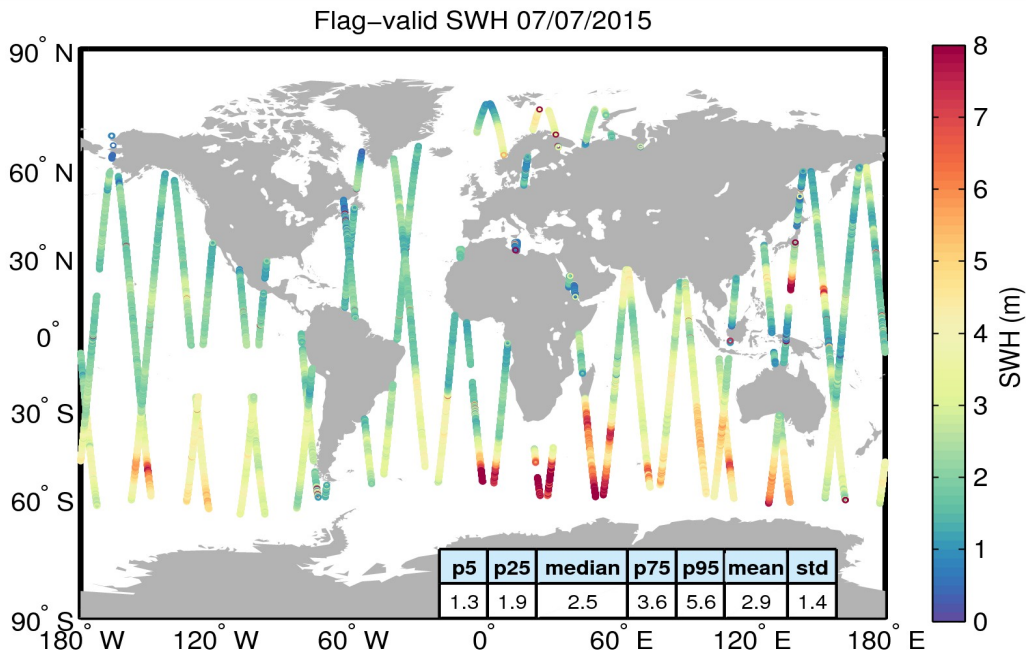 Flag−valid SWH 07/07/2015
90° N
60° N
30° N
0°
30° S
60° S
90° S
180° W
120° W
60° W
0°
60° E
120° E
180° E
p5 p25 median p75 p95 mean std
1.3 1.9 2.5 3.6 5.6 2.9 1.4
8
7
6
5
4
3
2
1
0
SWH (m)